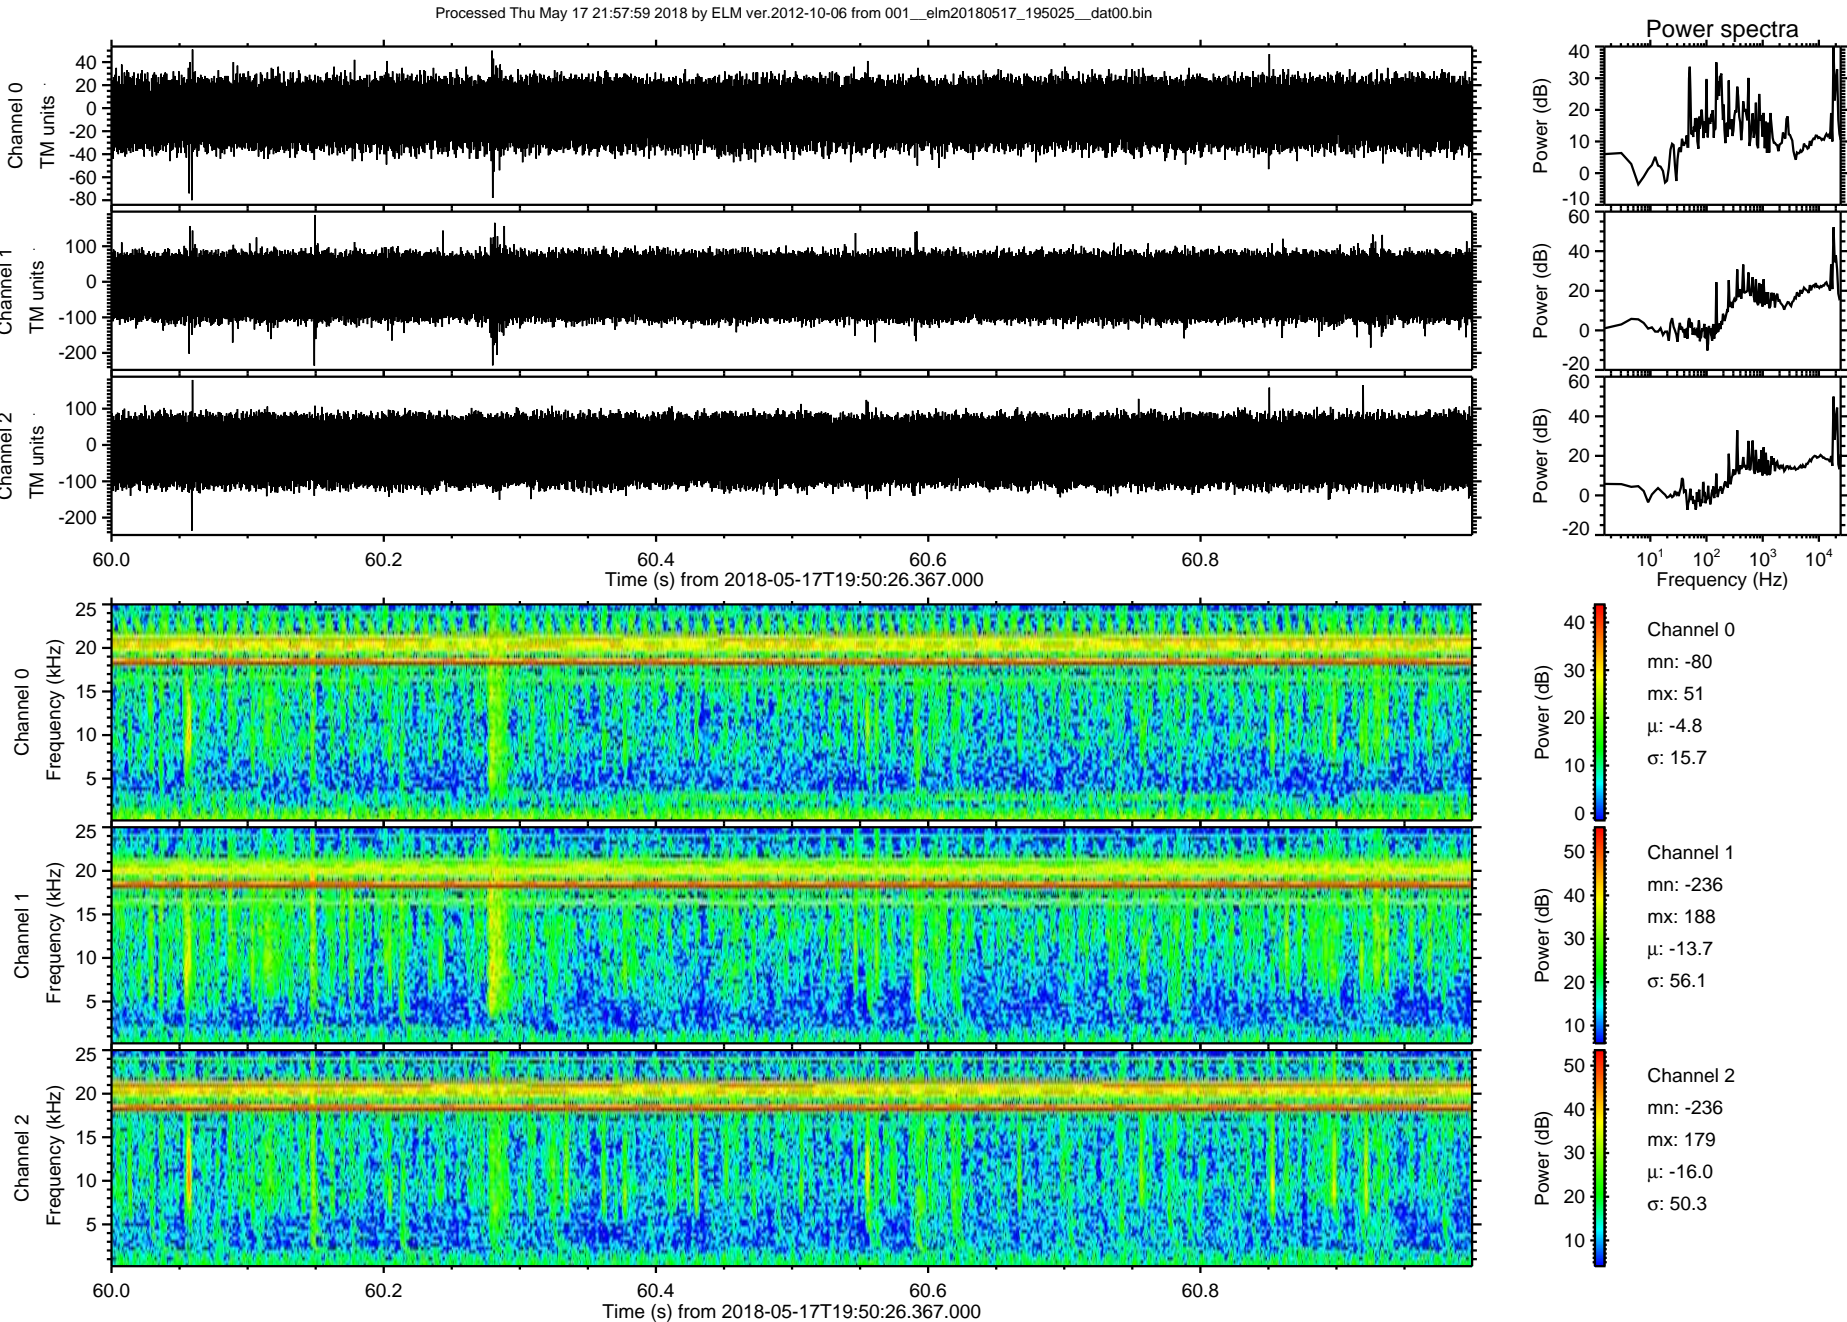 Processed Thu May 17 21:57:59 2018 by ELM ver.2012-10-06 from 001__elm20180517_195025__dat00.bin
Power spectra
Channel 0
TM units
40
20
0
-20
-40
-60
-80
Power (dB)
40
30
20
10
0
-10
Channel 1
TM units
100
0
-100
-200
Power (dB)
60
40
20
0
-20
Channel 2
TM units
100
0
-100
-200
Power (dB)
60
40
20
0
-20
60.0 60.2 60.4 60.6 60.8
Time (s) from 2018-05-17T19:50:26.367.000
10^1 10^2 10^3 10^4
Frequency (Hz)
Channel 0
Frequency (kHz)
25
20
15
10
5
Power (dB)
40
30
20
10
0
Channel 0
mn: -80
mx: 51
μ: -4.8
σ: 15.7
Channel 1
Frequency (kHz)
25
20
15
10
5
Power (dB)
50
40
30
20
10
Channel 1
mn: -236
mx: 188
μ: -13.7
σ: 56.1
Channel 2
Frequency (kHz)
25
20
15
10
5
Power (dB)
50
40
30
20
10
Channel 2
mn: -236
mx: 179
μ: -16.0
σ: 50.3
60.0 60.2 60.4 60.6 60.8
Time (s) from 2018-05-17T19:50:26.367.000